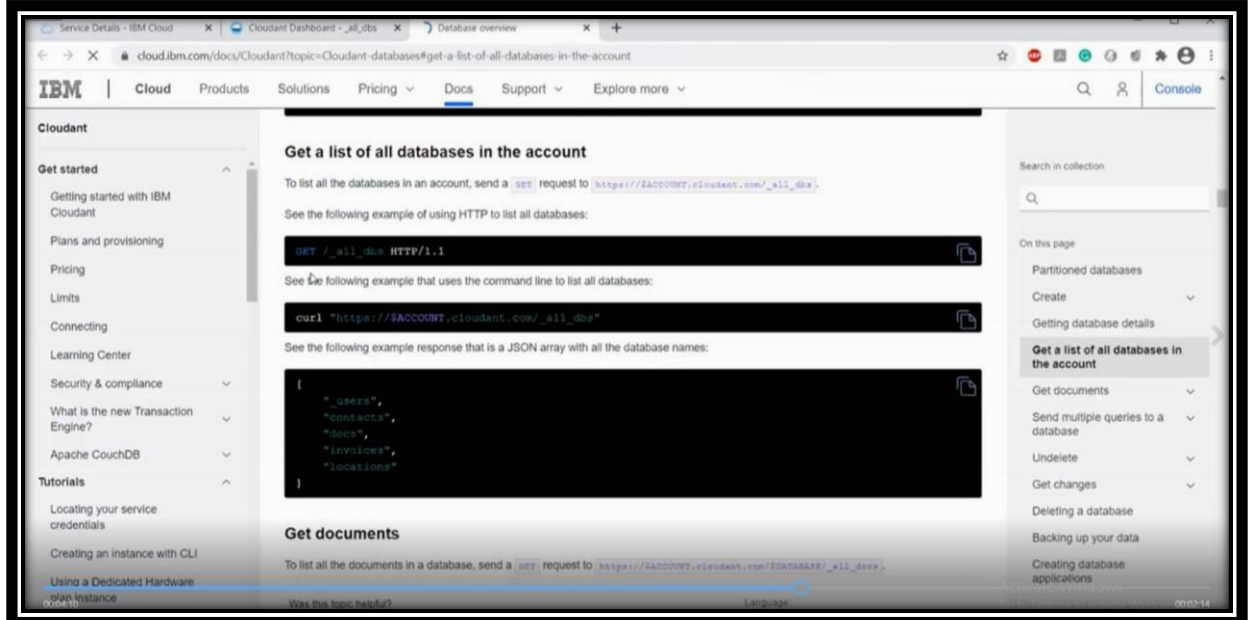 Service Details - IBM Cloud
Cloudant Dashboard - _all_dbs
Database overview
cloud.ibm.com/docs/Cloudant?topic=Cloudant-databases#get-a-list-of-all-databases-in-the-account
IBM Cloud Products Solutions Pricing Docs Support Explore more Console
Cloudant
Get started
Getting started with IBM
Cloudant
Plans and provisioning
Pricing
Limits
Connecting
Learning Center
Security & compliance
What is the new Transaction
Engine?
Apache CouchDB
Tutorials
Locating your service
credentials
Creating an instance with CLI
Using a Dedicated Hardware
plan instance
00:04:10
Get a list of all databases in the account
To list all the databases in an account, send a GET request to https://$ACCOUNT.cloudant.com/_all_dbs.
See the following example of using HTTP to list all databases:
GET /_all_dbs HTTP/1.1
See the following example that uses the command line to list all databases:
curl "https://$ACCOUNT.cloudant.com/_all_dbs"
See the following example response that is a JSON array with all the database names:
[
"_users",
"contacts",
"docs",
"invoices",
"locations"
]
Get documents
To list all the documents in a database, send a GET request to https://$ACCOUNT.cloudant.com/$DATABASE/_all_docs.
Was this topic helpful?
Language:
Search in collection
On this page
Partitioned databases
Create
Getting database details
Get a list of all databases in
the account
Get documents
Send multiple queries to a
database
Undelete
Get changes
Deleting a database
Backing up your data
Creating database
applications
00:02:14